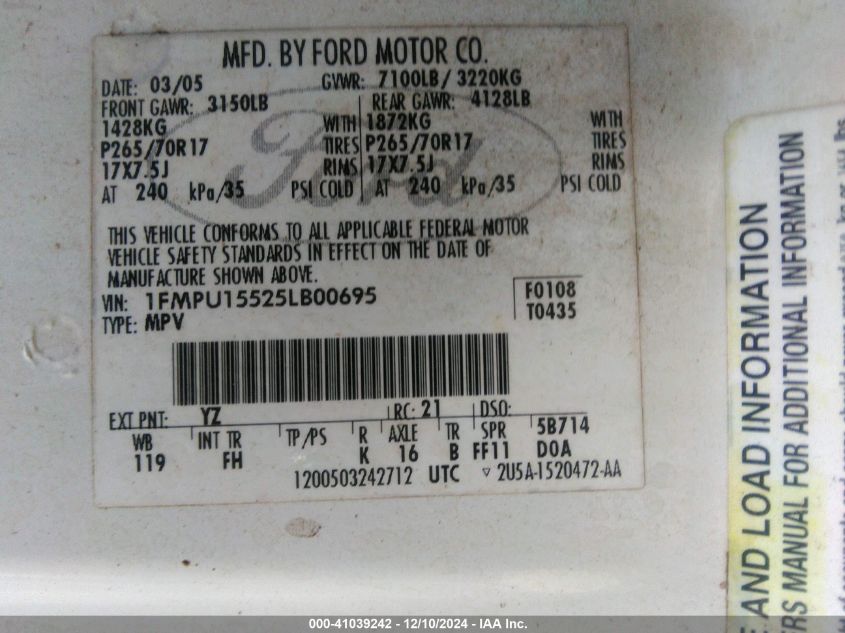 MFD. BY FORD MOTOR CO.
DATE: 03/05 GVWR: 7100LB/ 3220KG
FRONT GAWR: 3150LB REAR GAWR: 4128LB
1428KG WITH 1872KG WITH
P265/70R17 TIRES P265/70R17 TIRES
17X7.5J RIMS 17X7.5J RIMS
AT 240 kPa/35 PSI COLD AT 240 kPa/35 PSI COLD
Ford
THIS VEHICLE CONFORMS TO ALL APPLICABLE FEDERAL MOTOR
VEHICLE SAFETY STANDARDS IN EFFECT ON THE DATE OF
MANUFACTURE SHOWN ABOVE.
VIN: 1FMPU15525LB00695 F0108
TYPE: MPV T0435
EXT PNT: YZ RC: 21 DSO:
WB INT TR TP/PS R AXLE TR SPR 5B714
119 FH K 16 B FF11 DOA
1200503242712 UTC ▽ 2U5A-1520472-AA
E AND LOAD INFORMATION
RS MANUAL FOR ADDITIONAL INFORMATION
000-41039242 - 12/10/2024 - IAA Inc.